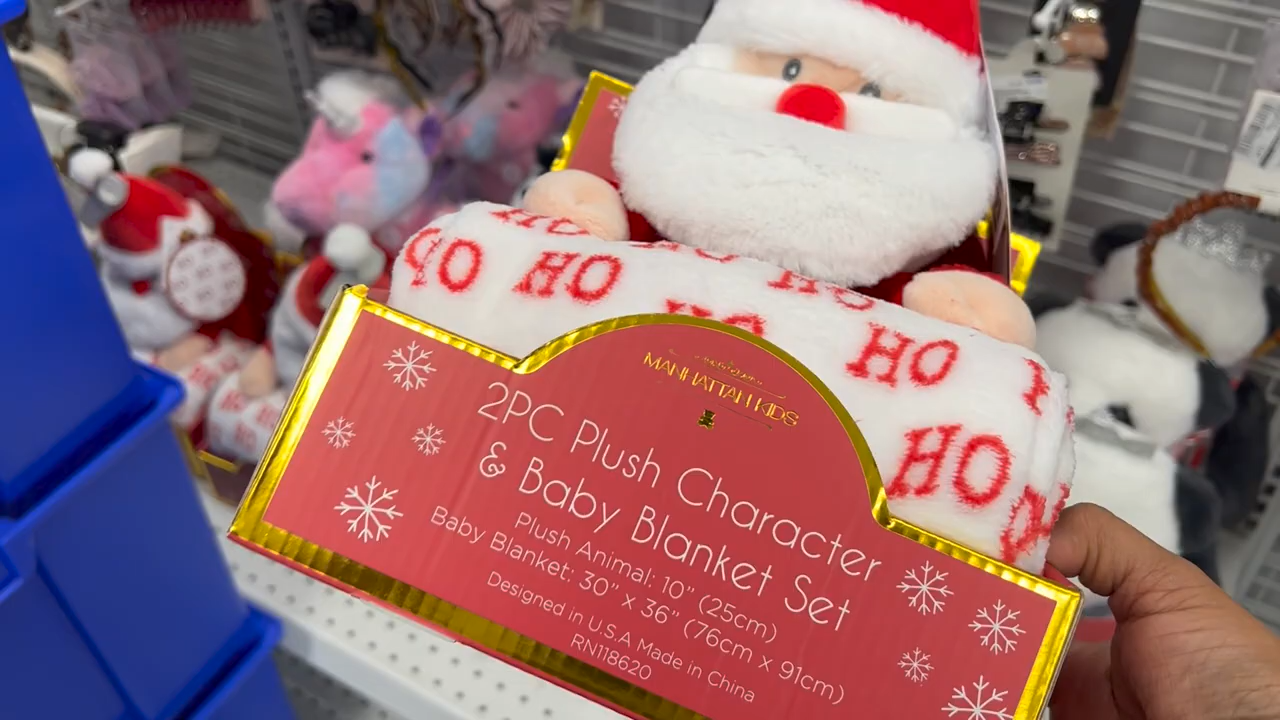 HO
HO
HO
HO
HO
HO
MANHATTAN KIDS
2PC Plush Character
& Baby Blanket Set
Plush Animal: 10" (25cm)
Baby Blanket: 30" x 36" (76cm x 91cm)
Designed in U.S.A Made in China
RN118620